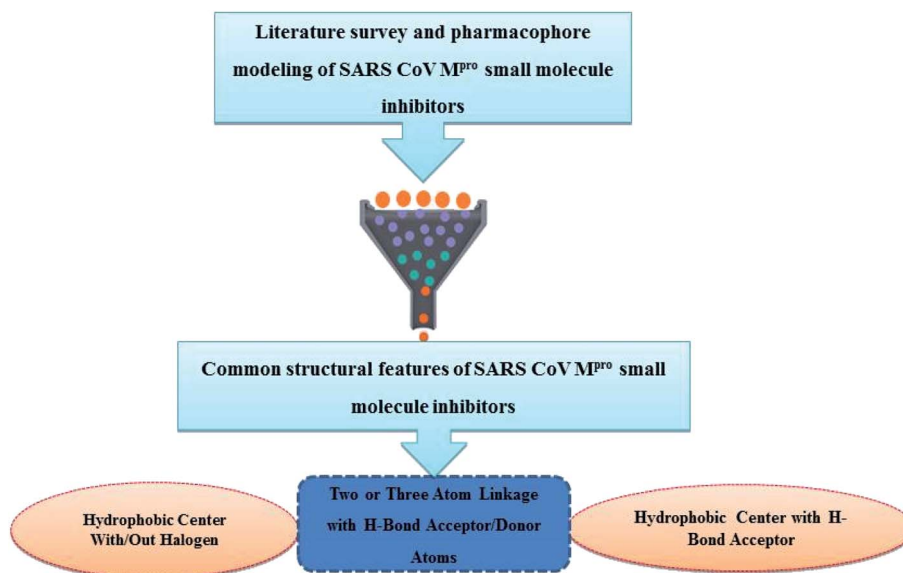 Literature survey and pharmacophore
modeling of SARS CoV Mᵖʳᵒ small molecule
inhibitors
Common structural features of SARS CoV Mᵖʳᵒ small
molecule inhibitors
Hydrophobic Center
With/Out Halogen
Two or Three Atom Linkage
with H-Bond Acceptor/Donor
Atoms
Hydrophobic Center with H-
Bond Acceptor